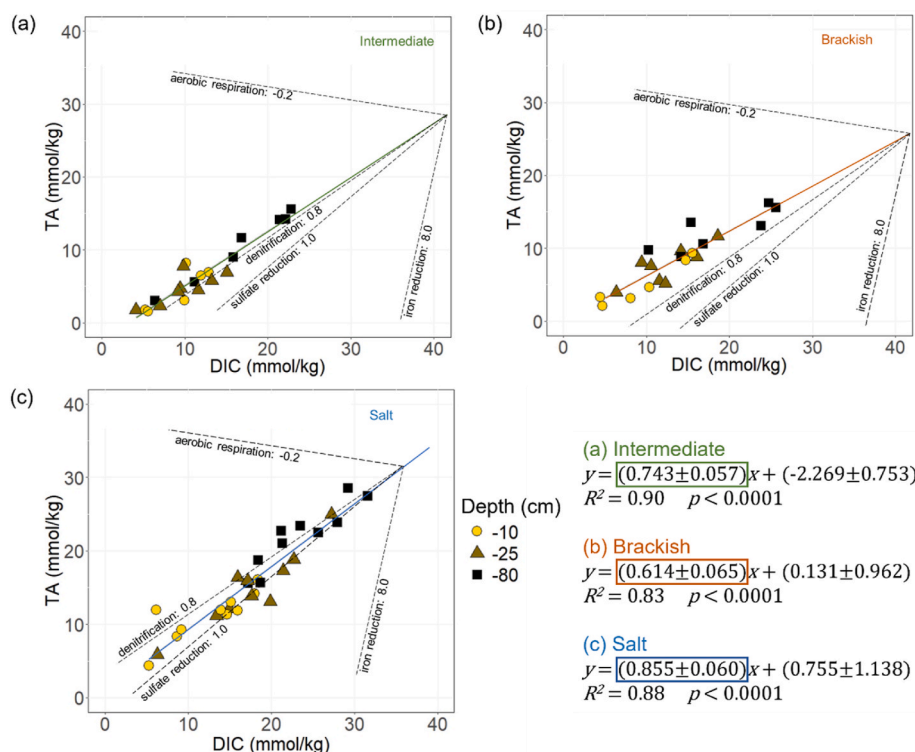 (a)
Intermediate
40
30
20
10
0
TA (mmol/kg)
aerobic respiration: -0.2
denitrification: 0.8
sulfate reduction: 1.0
iron reduction: 8.0
0 10 20 30 40
DIC (mmol/kg)
(b)
Brackish
40
30
20
10
0
TA (mmol/kg)
aerobic respiration: -0.2
denitrification: 0.8
sulfate reduction: 1.0
iron reduction: 8.0
0 10 20 30 40
DIC (mmol/kg)
(c)
Salt
40
30
20
10
0
TA (mmol/kg)
aerobic respiration: -0.2
denitrification: 0.8
sulfate reduction: 1.0
iron reduction: 8.0
0 10 20 30 40
DIC (mmol/kg)
Depth (cm)
-10
-25
-80
(a) Intermediate
y = (0.743±0.057)x + (-2.269±0.753)
R² = 0.90 p < 0.0001
(b) Brackish
y = (0.614±0.065)x + (0.131±0.962)
R² = 0.83 p < 0.0001
(c) Salt
y = (0.855±0.060)x + (0.755±1.138)
R² = 0.88 p < 0.0001